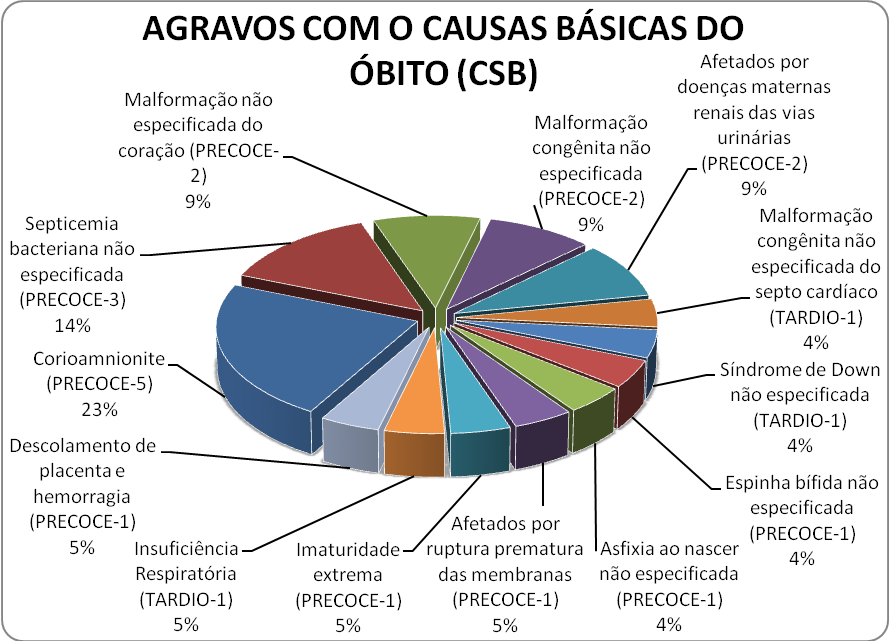 AGRAVOS COM O CAUSAS BÁSICAS DO
ÓBITO (CSB)
Malformação não
especificada do
coração (PRECOCE-
2)
9%
Malformação
congênita não
especificada
(PRECOCE-2)
9%
Afetados por
doenças maternas
renais das vias
urinárias
(PRECOCE-2)
9%
Septicemia
bacteriana não
especificada
(PRECOCE-3)
14%
Malformação
congênita não
especificada do
septo cardíaco
(TARDIO-1)
4%
Corioamnionite
(PRECOCE-5)
23%
Síndrome de Down
não especificada
(TARDIO-1)
4%
Descolamento de
placenta e
hemorragia
(PRECOCE-1)
5%
Espinha bífida não
especificada
(PRECOCE-1)
4%
Insuficiência
Respiratória
(TARDIO-1)
5%
Imaturidade
extrema
(PRECOCE-1)
5%
Afetados por
ruptura prematura
das membranas
(PRECOCE-1)
5%
Asfixia ao nascer
não especificada
(PRECOCE-1)
4%